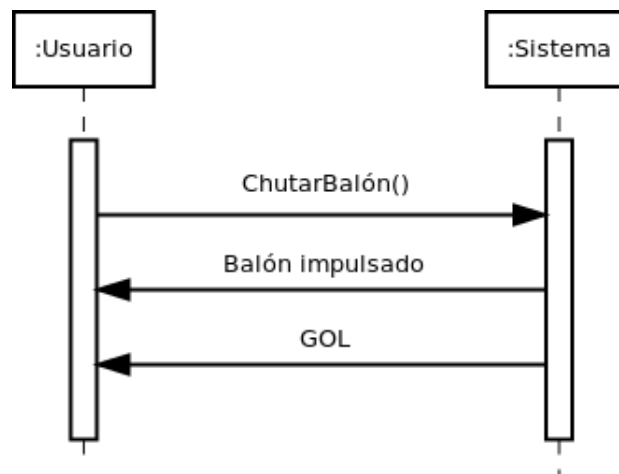 :Usuario
:Sistema
ChutarBalón()
Balón impulsado
GOL